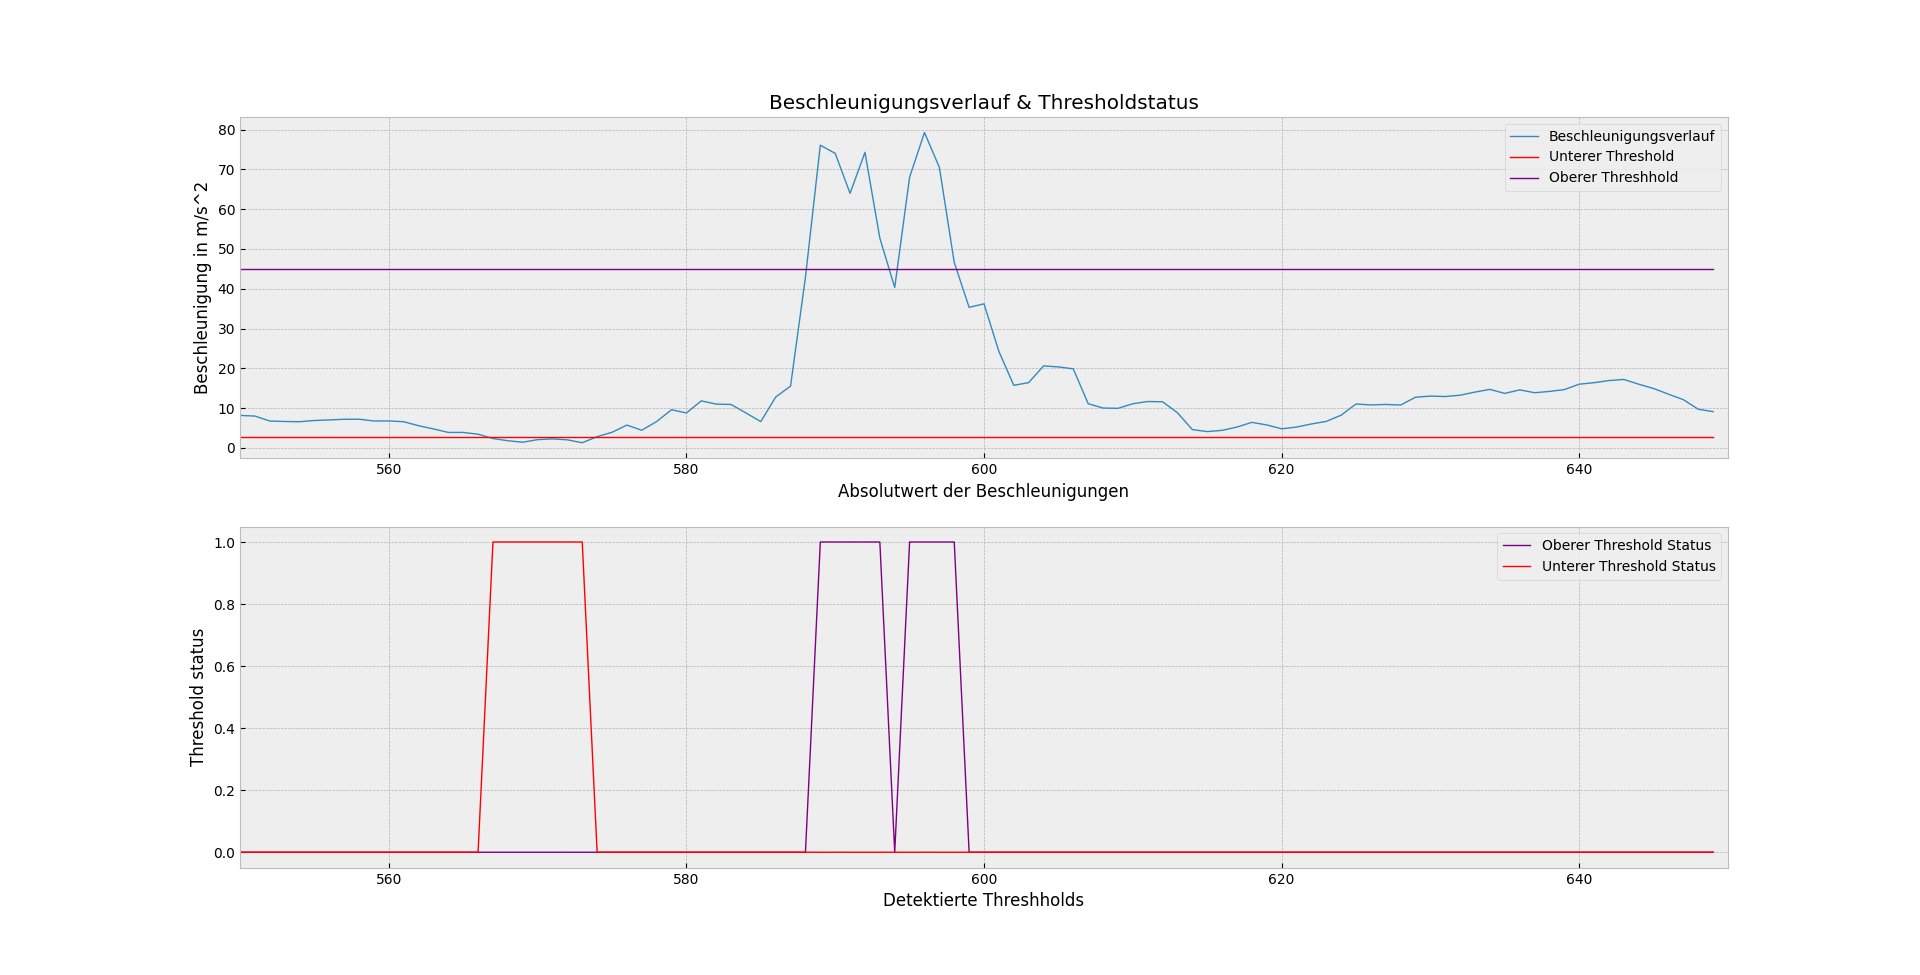 Beschleunigungsverlauf & Thresholdstatus
80
70
60
50
40
30
20
10
0
Beschleunigung in m/s^2
Beschleunigungsverlauf
Unterer Threshold
Oberer Threshhold
560 580 600 620 640
Absolutwert der Beschleunigungen
1.0
0.8
0.6
0.4
0.2
0.0
Threshold status
Oberer Threshold Status
Unterer Threshold Status
560 580 600 620 640
Detektierte Threshholds